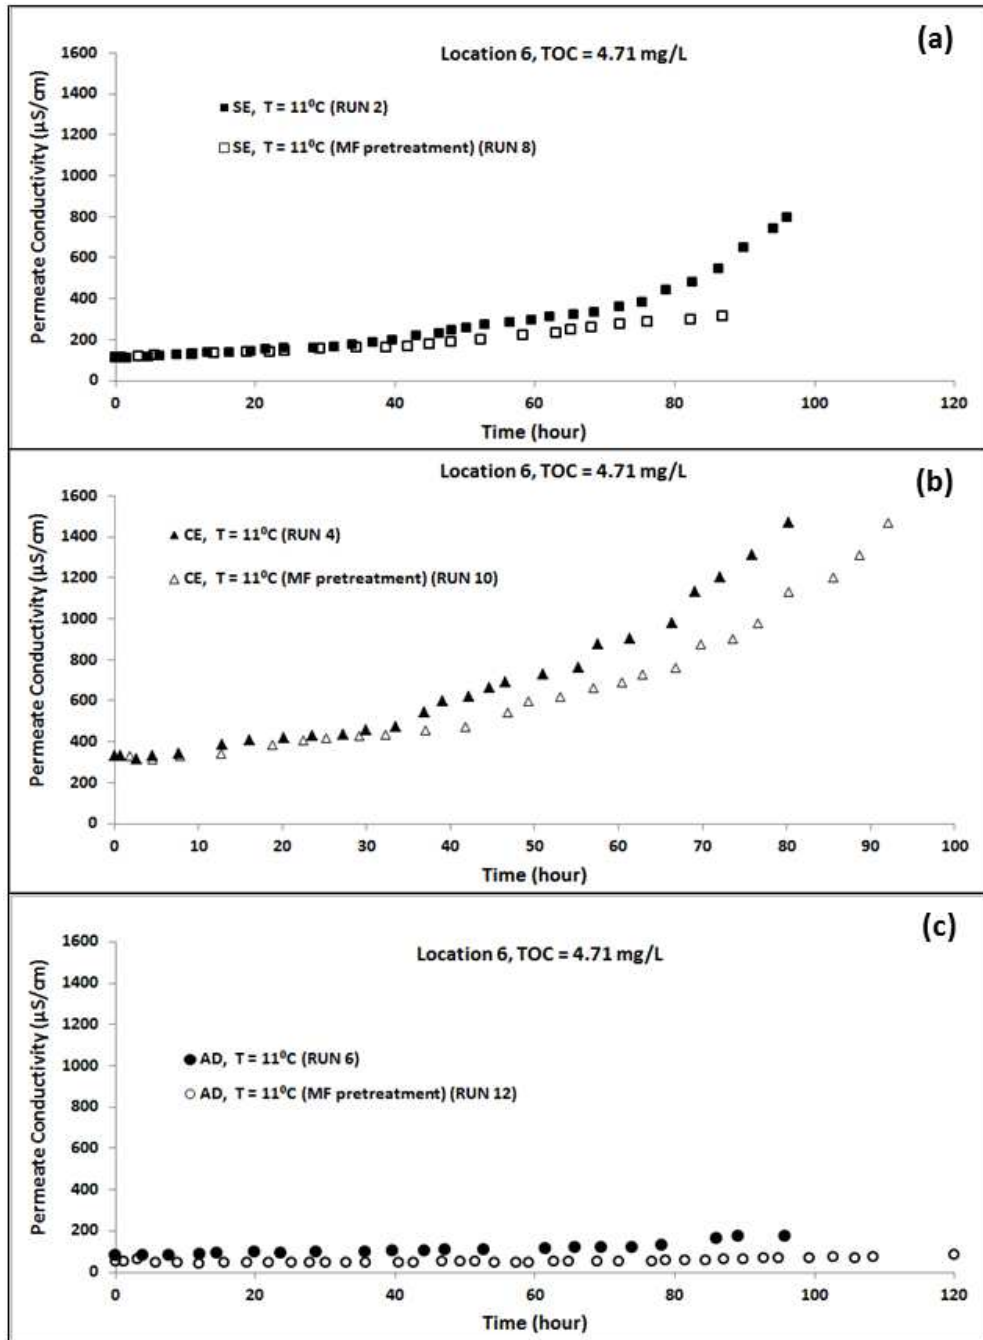 (a)
Location 6, TOC = 4.71 mg/L
■ SE, T = 11⁰C (RUN 2)
□ SE, T = 11⁰C (MF pretreatment) (RUN 8)
Permeate Conductivity (µS/cm)
1600
1400
1200
1000
800
600
400
200
0
0 20 40 60 80 100 120
Time (hour)
(b)
Location 6, TOC = 4.71 mg/L
▲ CE, T = 11⁰C (RUN 4)
△ CE, T = 11⁰C (MF pretreatment) (RUN 10)
Permeate Conductivity (µS/cm)
1600
1400
1200
1000
800
600
400
200
0
0 10 20 30 40 50 60 70 80 90 100
Time (hour)
(c)
Location 6, TOC = 4.71 mg/L
● AD, T = 11⁰C (RUN 6)
○ AD, T = 11⁰C (MF pretreatment) (RUN 12)
Permeate Conductivity (µS/cm)
1600
1400
1200
1000
800
600
400
200
0
0 20 40 60 80 100 120
Time (hour)